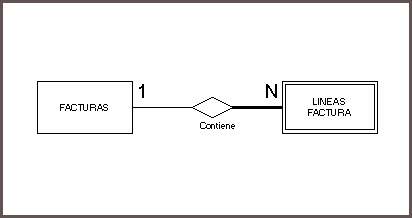 1
N
FACTURAS
LINEAS
FACTURA
Contiene